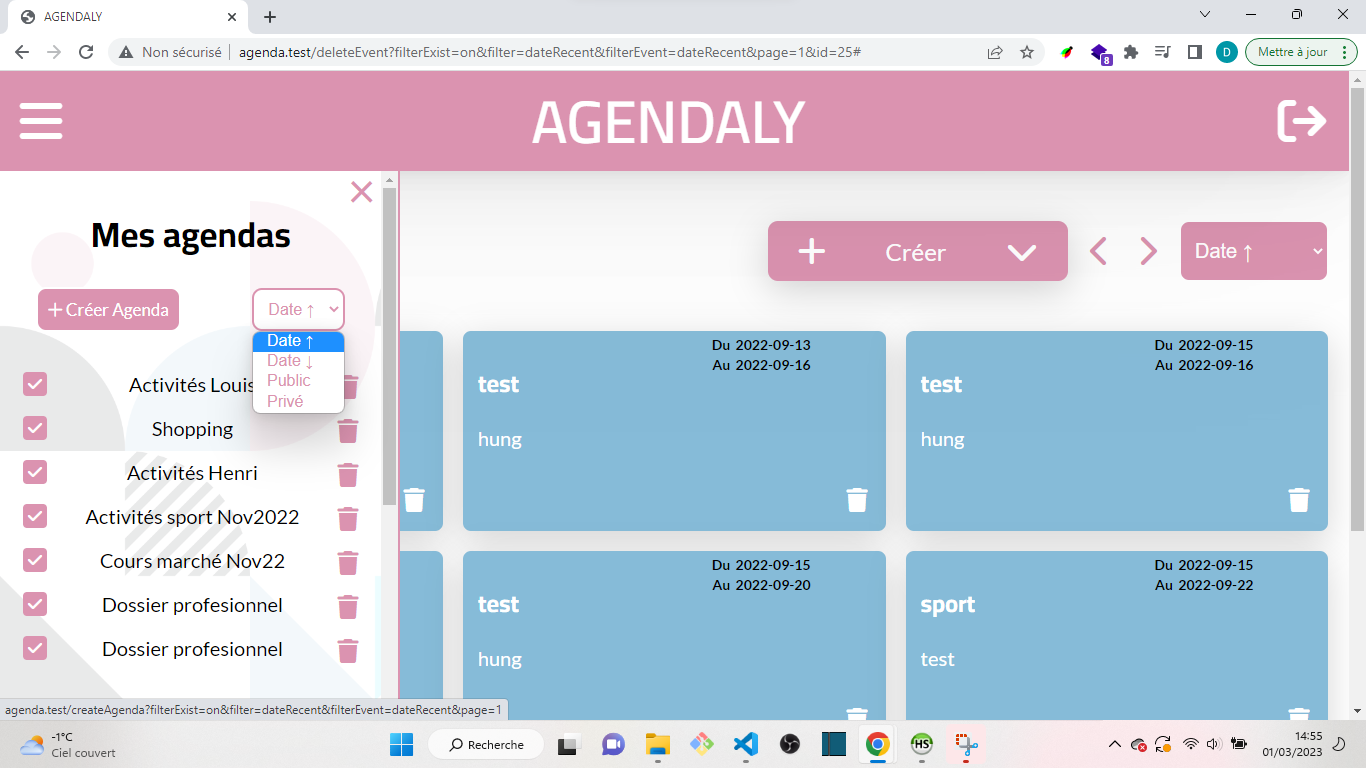 AGENDALY
Non sécurisé agenda.test/deleteEvent?filterExist=on&filter=dateRecent&filterEvent=dateRecent&page=1&id=25#
8
D
Mettre à jour
AGENDALY
Mes agendas
Créer Agenda
Date ↑
Date ↑
Date ↓
Public
Privé
Activités Louis
Shopping
Activités Henri
Activités sport Nov2022
Cours marché Nov22
Dossier profesionnel
Dossier profesionnel
Créer
Date ↑
Du 2022-09-13
Au 2022-09-16
test
hung
Du 2022-09-15
Au 2022-09-16
test
hung
Du 2022-09-15
Au 2022-09-20
test
hung
Du 2022-09-15
Au 2022-09-22
sport
test
agenda.test/createAgenda?filterExist=on&filter=dateRecent&filterEvent=dateRecent&page=1
-1°C
Ciel couvert
Recherche
HS
14:55
01/03/2023